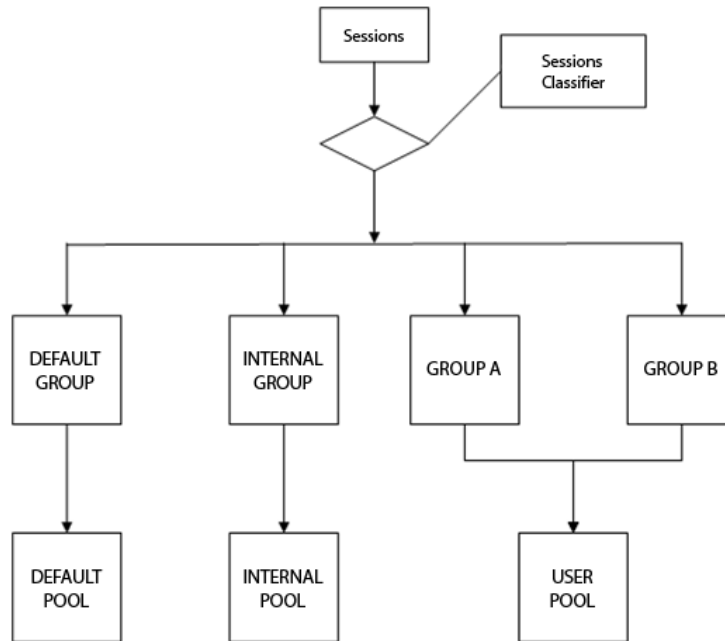 Sessions
Sessions
Classifier
DEFAULT
GROUP
INTERNAL
GROUP
GROUP A
GROUP B
DEFAULT
POOL
INTERNAL
POOL
USER
POOL